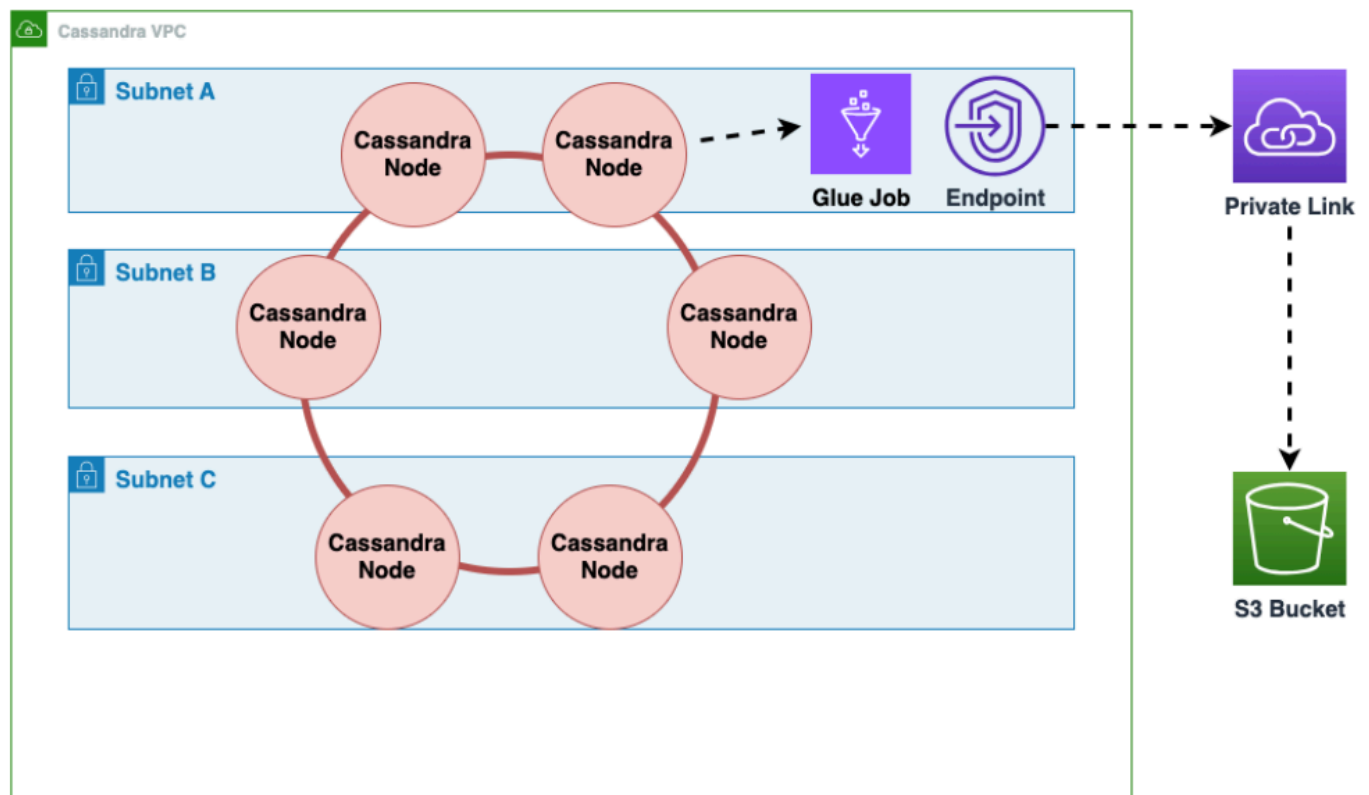 Cassandra VPC
Subnet A
Cassandra
Node
Cassandra
Node
Glue Job
Endpoint
Private Link
Subnet B
Cassandra
Node
Cassandra
Node
Subnet C
Cassandra
Node
Cassandra
Node
S3 Bucket